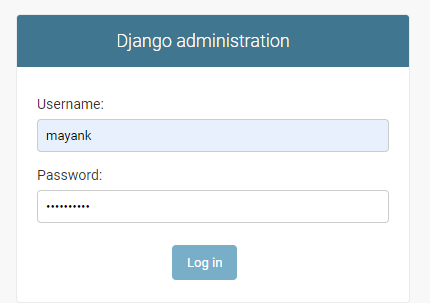 Django administration
Username:
mayank
Password:
••••••••••
Log in